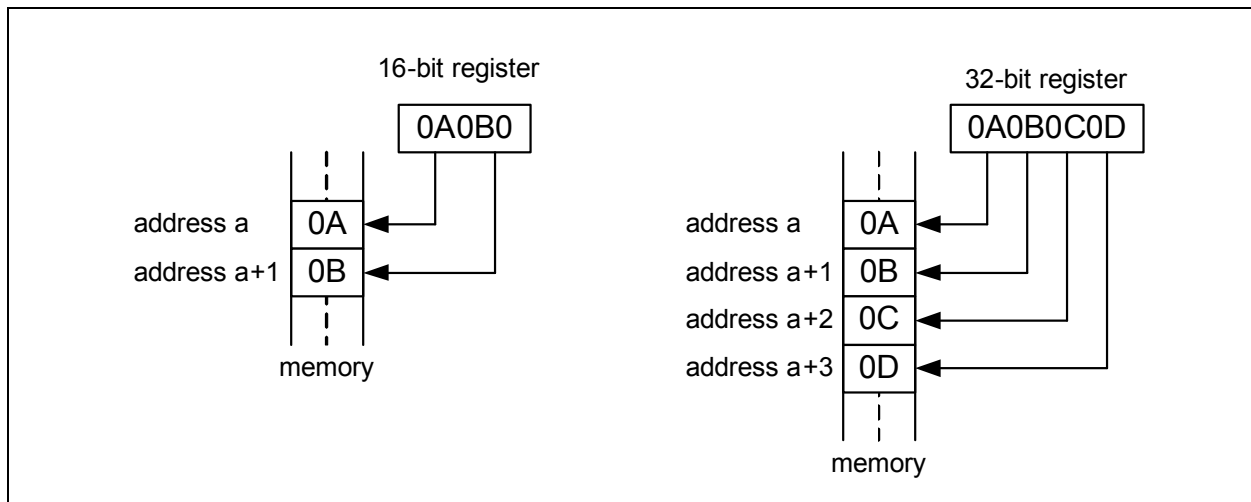 16-bit register
0A0B0
address a
0A
address a+1
0B
memory
32-bit register
0A0B0C0D
address a
0A
address a+1
0B
address a+2
0C
address a+3
0D
memory